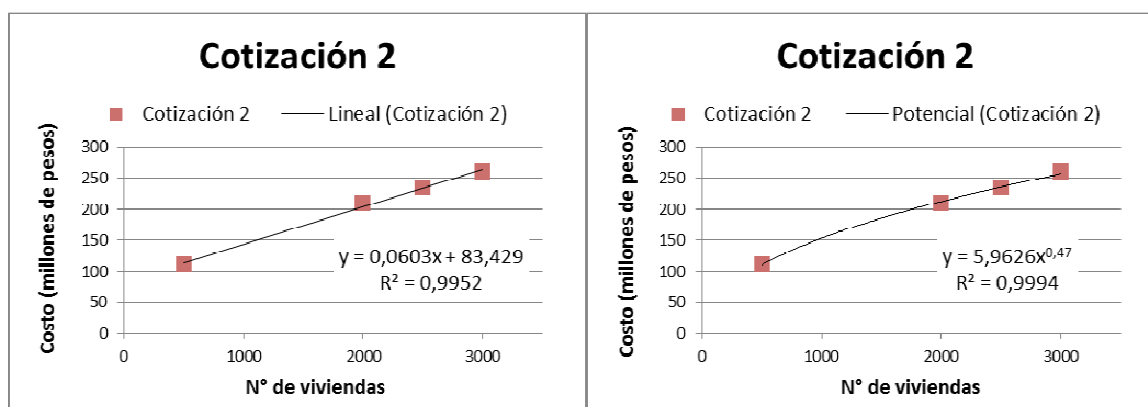 Cotización 2
Cotización 2
Lineal (Cotización 2)
Costo (millones de pesos)
300
250
200
150
100
50
0
y = 0,0603x + 83,429
R² = 0,9952
0
1000
2000
3000
N° de viviendas
Cotización 2
Cotización 2
Potencial (Cotización 2)
Costo (millones de pesos)
300
250
200
150
100
50
0
y = 5,9626x^0,47
R² = 0,9994
0
1000
2000
3000
N° de viviendas